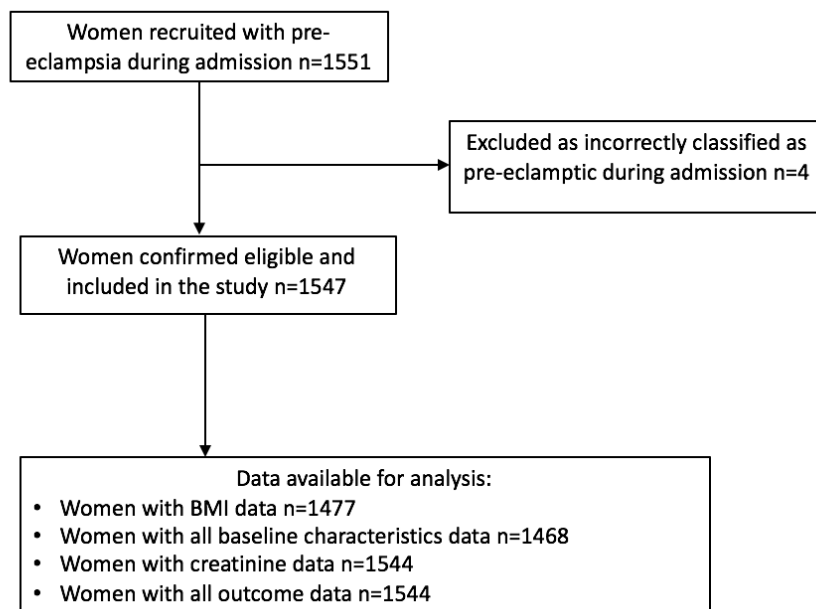 Women recruited with pre-
eclampsia during admission n=1551
Excluded as incorrectly classified as
pre-eclamptic during admission n=4
Women confirmed eligible and
included in the study n=1547
Data available for analysis:
• Women with BMI data n=1477
• Women with all baseline characteristics data n=1468
• Women with creatinine data n=1544
• Women with all outcome data n=1544